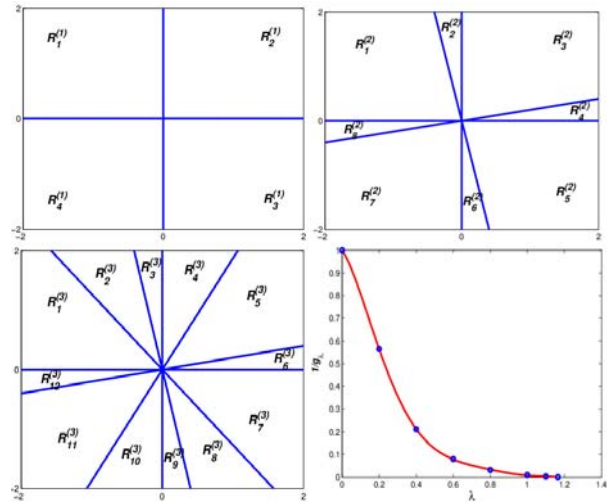 2
R₁⁽¹⁾ R₂⁽¹⁾
0
R₄⁽¹⁾ R₃⁽¹⁾
−2
−2 0 2
2
R₁⁽²⁾ R₂⁽²⁾ R₃⁽²⁾
R₄⁽²⁾
0
R₈⁽²⁾
R₇⁽²⁾ R₆⁽²⁾ R₅⁽²⁾
−2
−2 0 2
2
R₁⁽³⁾ R₂⁽³⁾ R₃⁽³⁾ R₄⁽³⁾ R₅⁽³⁾
R₆⁽³⁾
0
R₁₂⁽³⁾
R₁₁⁽³⁾ R₁₀⁽³⁾ R₉⁽³⁾ R₈⁽³⁾ R₇⁽³⁾
−2
−2 0 2
1
0.9
0.8
0.7
0.6
0.5
0.4
0.3
0.2
0.1
0
1/g_λ
0 0.2 0.4 0.6 0.8 1 1.2 1.4
λ